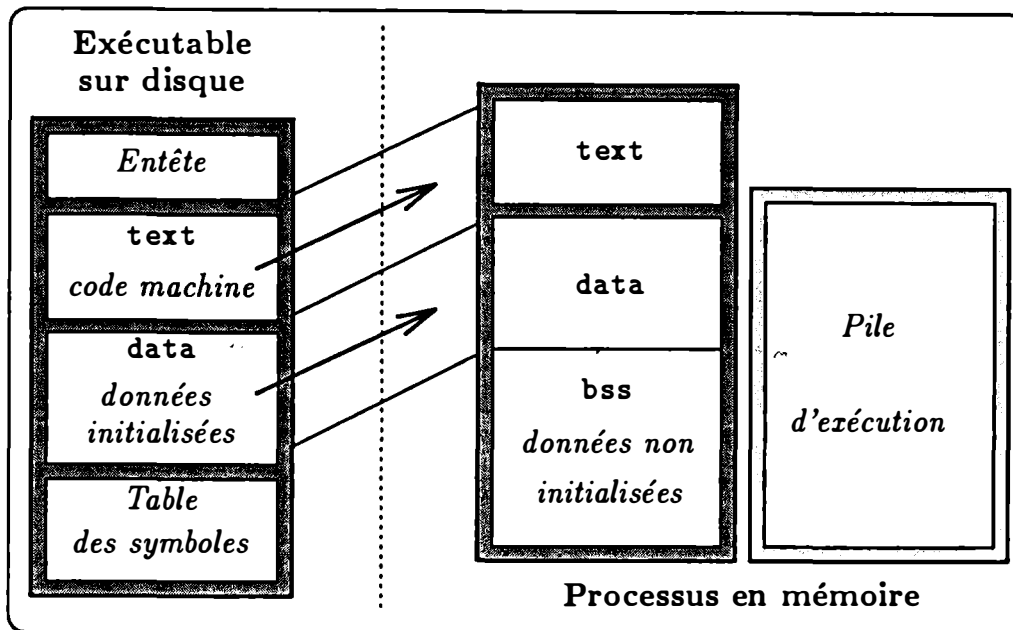 Exécutable
sur disque
Entête
text
code machine
data
données
initialisées
Table
des symboles
text
data
bss
données non
initialisées
Pile
d'exécution
Processus en mémoire